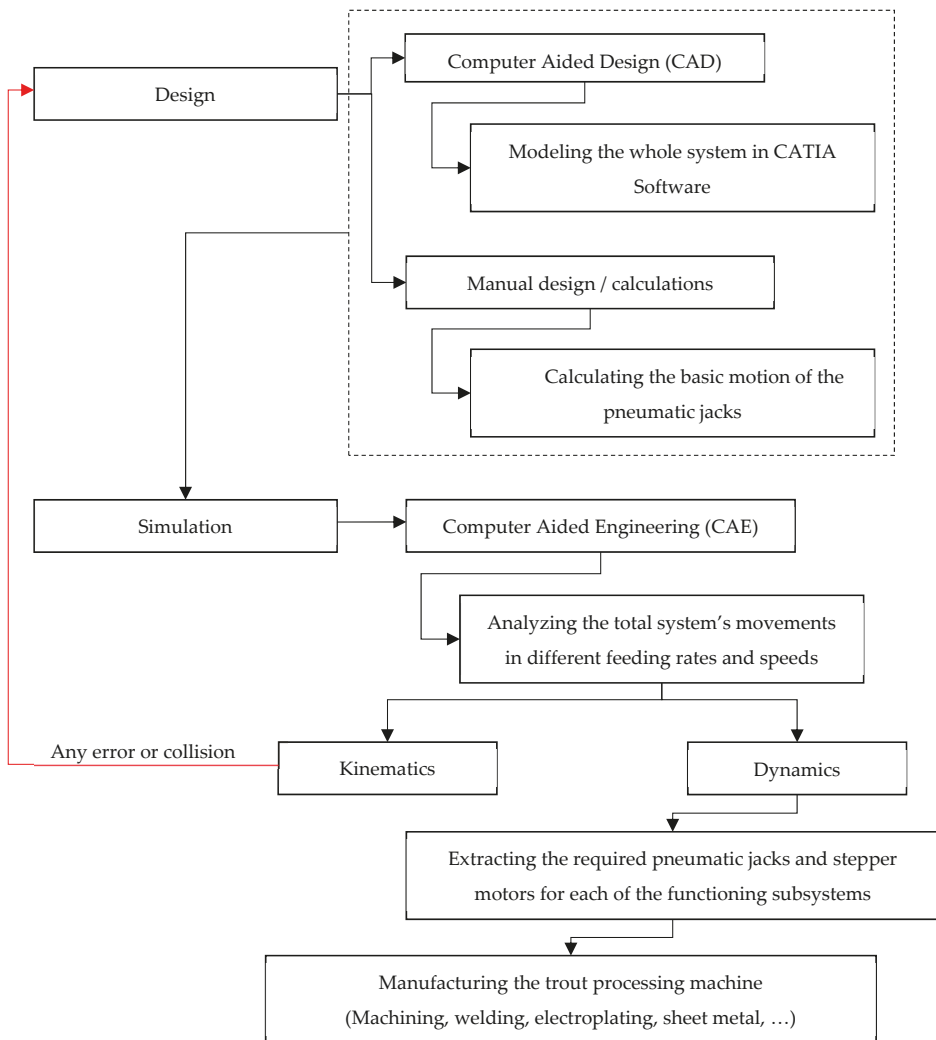 Computer Aided Design (CAD)
Design
Modeling the whole system in CATIA
Software
Manual design / calculations
Calculating the basic motion of the
pneumatic jacks
Simulation
Computer Aided Engineering (CAE)
Analyzing the total system’s movements
in different feeding rates and speeds
Any error or collision
Kinematics
Dynamics
Extracting the required pneumatic jacks and stepper
motors for each of the functioning subsystems
Manufacturing the trout processing machine
(Machining, welding, electroplating, sheet metal, …)